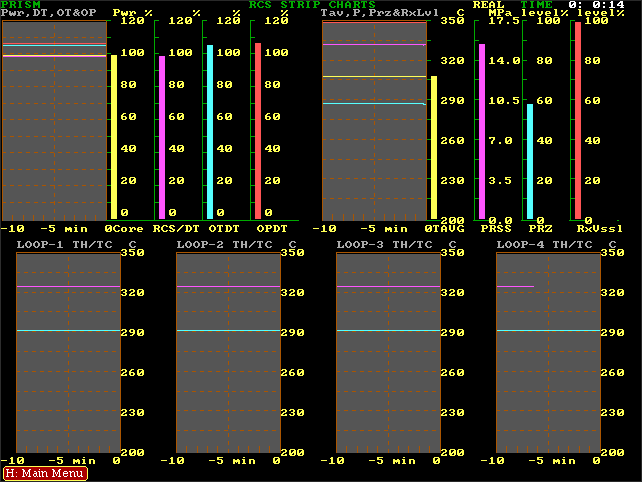 PRISM RCS STRIP CHARTS REAL TIME 0: 0:14
Pwr,DT,OT&OP Pwr % % % % Tav,P,Prz&RxLvl C MPa level% level%
120 120 120 120 350 17.5 100 100
100 100 100 100 320 14.0 80 80
80 80 80 80 290 10.5 60 60
60 60 60 60 260 7.0 40 40
40 40 40 40 230 3.5 20 20
20 20 20 20 200 0.0 0 0
0 0 0 0
-10 -5 min 0 Core RCS/DT OTDT OPDT -10 -5 min 0 TAVG PRSS PRZ RxVssl
LOOP-1 TH/TC C LOOP-2 TH/TC C LOOP-3 TH/TC C LOOP-4 TH/TC C
350 350 350 350
320 320 320 320
290 290 290 290
260 260 260 260
230 230 230 230
200 200 200 200
-10 -5 min 0 -10 -5 min 0 -10 -5 min 0 -10 -5 min 0
H: Main Menu